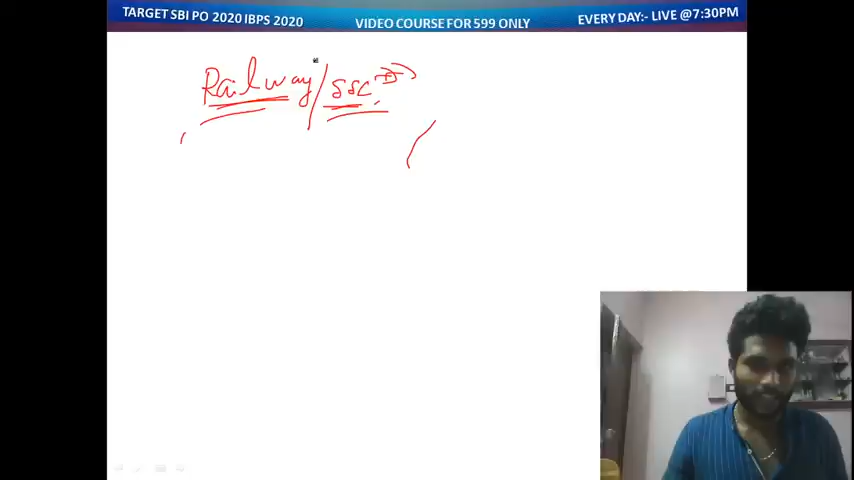 TARGET SBI PO 2020 IBPS 2020 VIDEO COURSE FOR 599 ONLY EVERY DAY:- LIVE @7:30PM
Railway/SSC